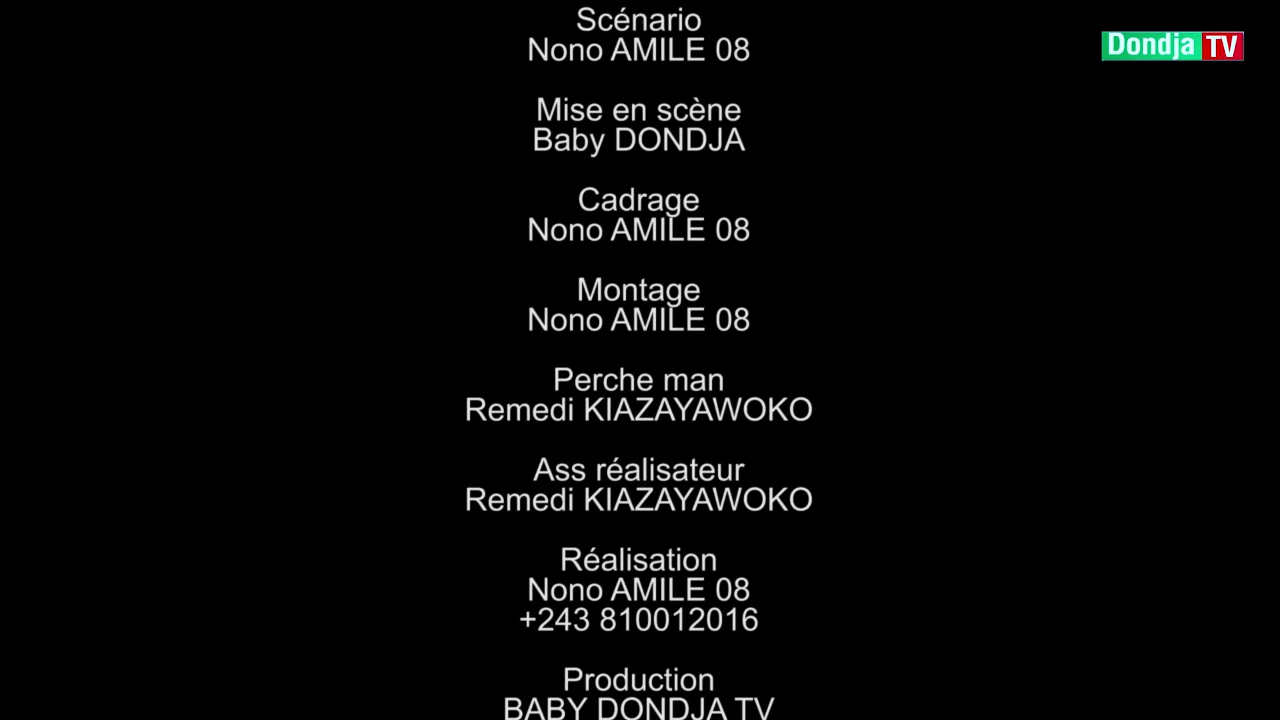 Scénario
Nono AMILE 08
Dondja TV
Mise en scène
Baby DONDJA
Cadrage
Nono AMILE 08
Montage
Nono AMILE 08
Perche man
Remedi KIAZAYAWOKO
Ass réalisateur
Remedi KIAZAYAWOKO
Réalisation
Nono AMILE 08
+243 810012016
Production
BABY DONDJA TV